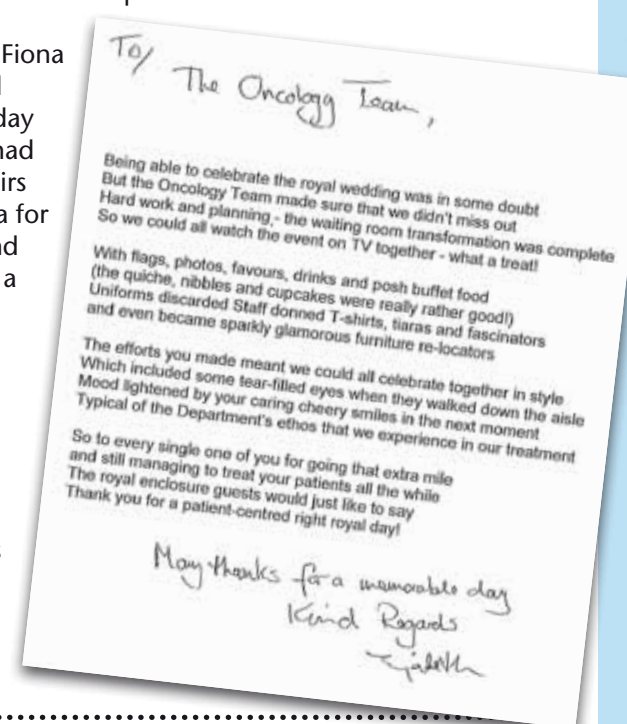 Fiona
day
had
irs
a for
nd
a
To/
The Oncology Team,
Being able to celebrate the royal wedding was in some doubt
But the Oncology Team made sure that we didn't miss out
Hard work and planning,- the waiting room transformation was complete
So we could all watch the event on TV together - what a treat!
With flags, photos, favours, drinks and posh buffet food
(the quiche, nibbles and cupcakes were really rather good!)
Uniforms discarded Staff donned T-shirts, tiaras and fascinators
and even became sparkly glamorous furniture re-locators
The efforts you made meant we could all celebrate together in style
Which included some tear-filled eyes when they walked down the aisle
Mood lightened by your caring cheery smiles in the next moment
Typical of the Department's ethos that we experience in our treatment
So to every single one of you for going that extra mile
and still managing to treat your patients all the while
The royal enclosure guests would just like to say
Thank you for a patient-centred right royal day!
May thanks for a memorable day
Kind Regards